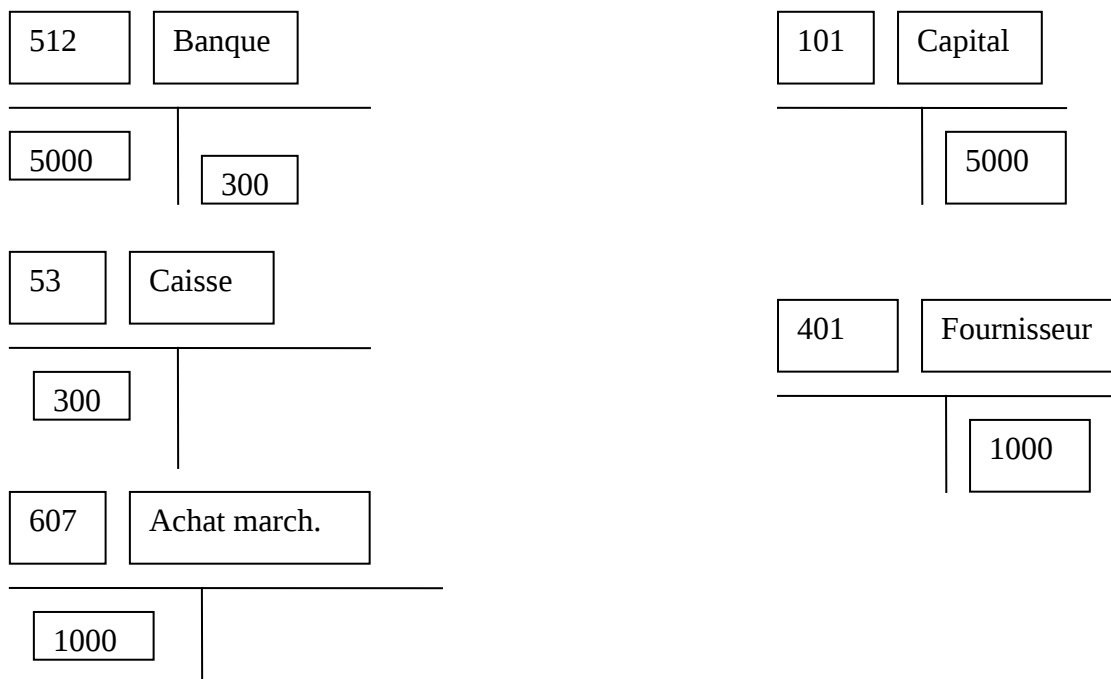 512 Banque
5000
300
53 Caisse
300
607 Achat march.
1000
101 Capital
5000
401 Fournisseur
1000